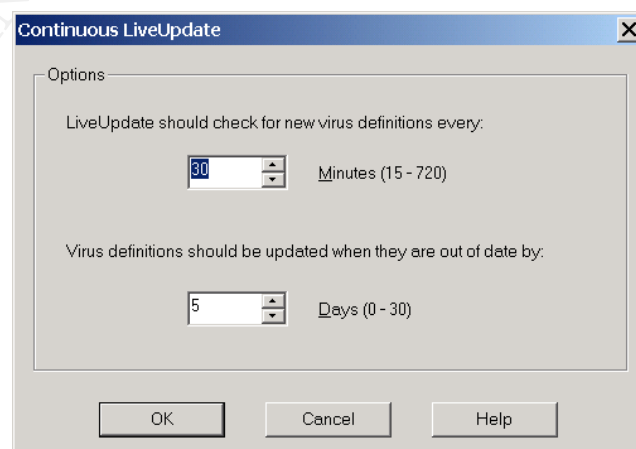 Continuous LiveUpdate
Options
LiveUpdate should check for new virus definitions every:
30 Minutes (15 - 720)
Virus definitions should be updated when they are out of date by:
5 Days (0 - 30)
OK Cancel Help